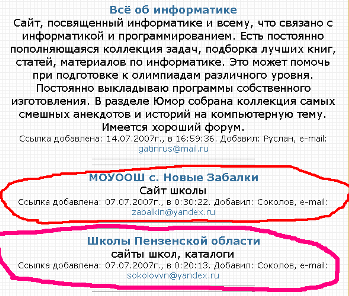 Всё об информатике
Сайт, посвященный информатике и всему, что связано с
информатикой и программированием. Есть постоянно
пополняющаяся коллекция задач, подборка лучших книг,
статей, материалов по информатике. Это может помочь
при подготовке к олимпиадам различного уровня.
Постоянно выкладываю программы собственного
изготовления. В разделе Юмор собрана коллекция самых
смешных анекдотов и историй на компьютерную тему.
Имеется хороший форум.
Ссылка добавлена: 14.07.2007г., в 16:59:36. Добавил: Руслан, e-mail:
gatinrus@mail.ru
МОУООШ с. Новые Забалки
Сайт школы
Ссылка добавлена: 07.07.2007г., в 0:30:22. Добавил: Соколов, e-mail:
zabalkin@yandex.ru
Школы Пензенской области
сайты школ, каталоги
Ссылка добавлена: 07.07.2007г., в 0:20:13. Добавил: Соколов, e-mail:
sokolovvr@yandex.ru